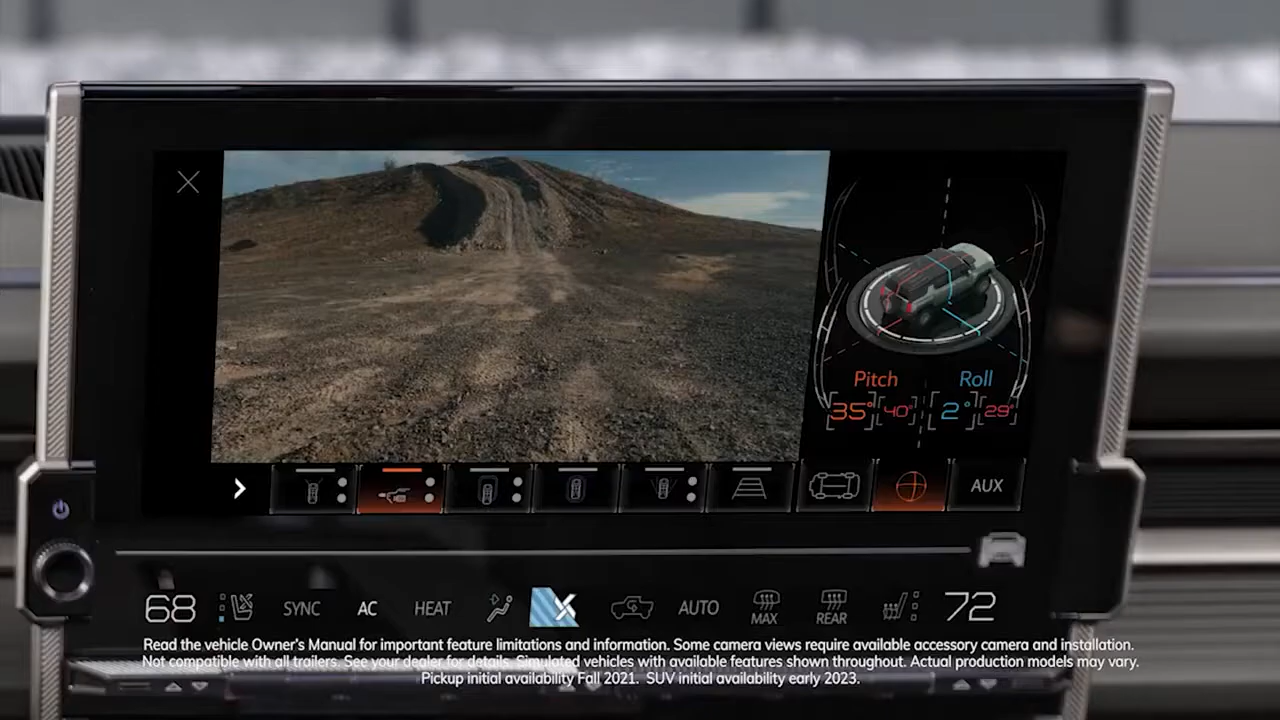 Pitch Roll
35° 40° 2° 29°
AUX
68 SYNC AC HEAT AUTO MAX REAR 72
Read the vehicle Owner's Manual for important feature limitations and information. Some camera views require available accessory camera and installation.
Not compatible with all trailers. See your dealer for details. Simulated vehicles with available features shown throughout. Actual production models may vary.
Pickup initial availability Fall 2021. SUV initial availability early 2023.